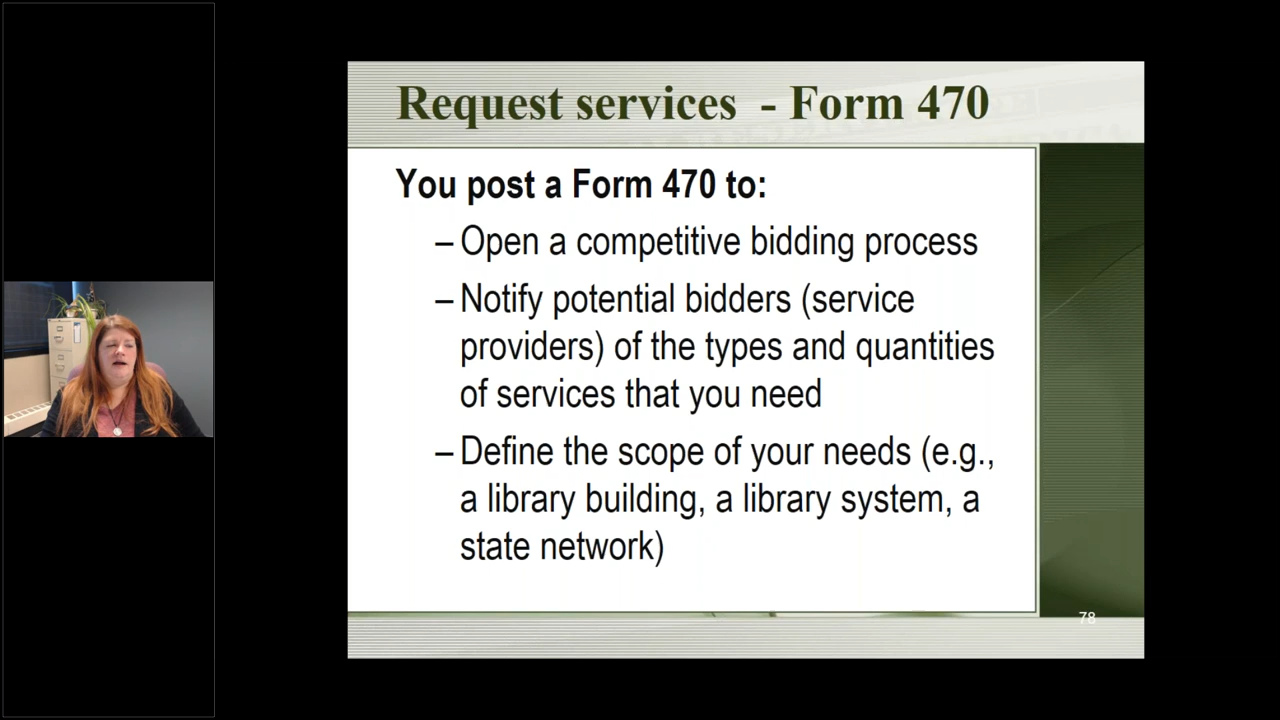 Request services - Form 470
You post a Form 470 to:
– Open a competitive bidding process
– Notify potential bidders (service
providers) of the types and quantities
of services that you need
– Define the scope of your needs (e.g.,
a library building, a library system, a
state network)
78